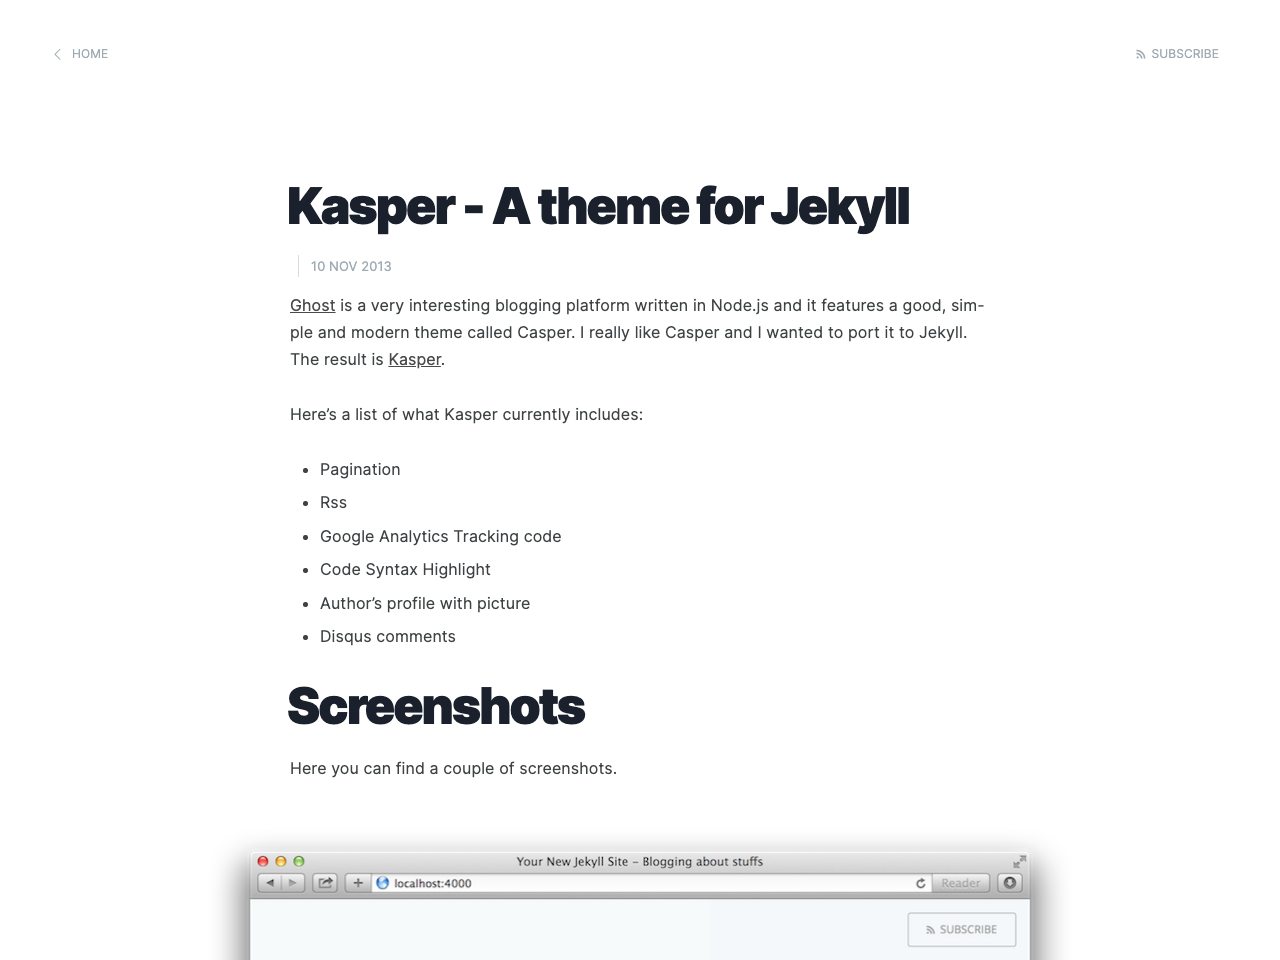 HOME
SUBSCRIBE
Kasper - A theme for Jekyll
10 NOV 2013
Ghost is a very interesting blogging platform written in Node.js and it features a good, sim-
ple and modern theme called Casper. I really like Casper and I wanted to port it to Jekyll.
The result is Kasper.
Here’s a list of what Kasper currently includes:
• Pagination
• Rss
• Google Analytics Tracking code
• Code Syntax Highlight
• Author’s profile with picture
• Disqus comments
Screenshots
Here you can find a couple of screenshots.
Your New Jekyll Site – Blogging about stuffs
localhost:4000
Reader
SUBSCRIBE